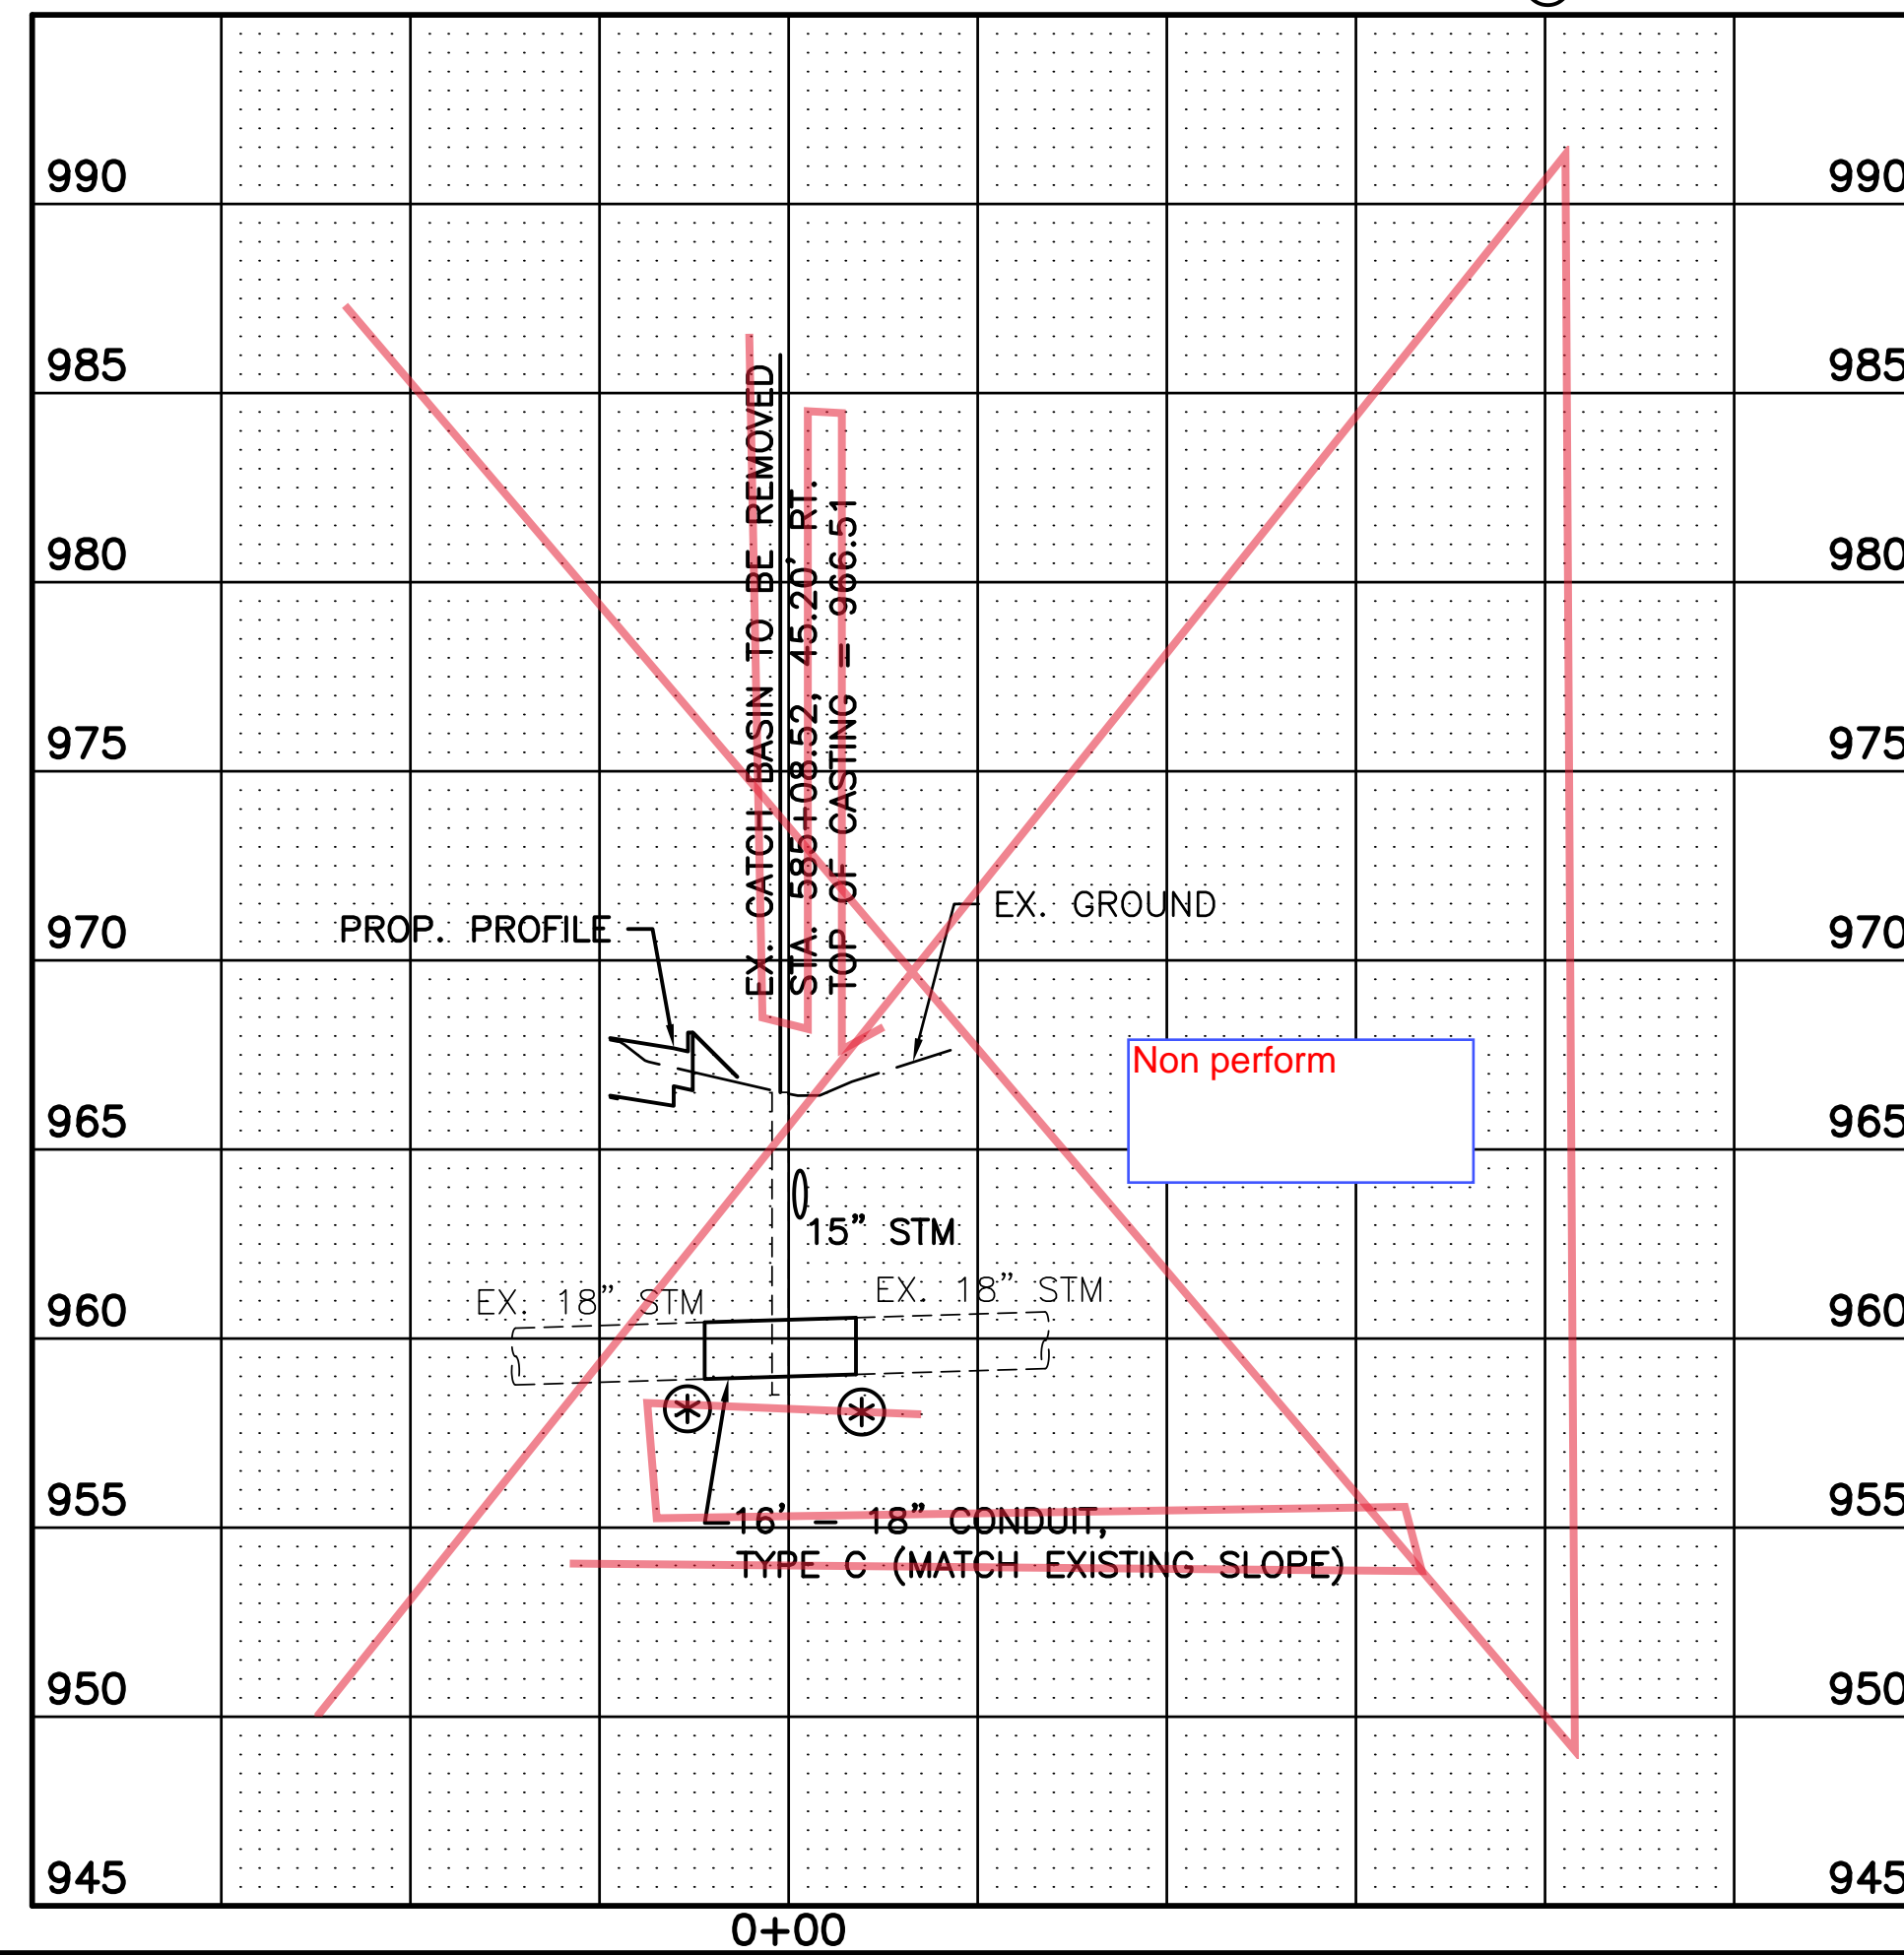 990 990
985 985
980 980
975 975
970 970
965 965
960 960
955 955
950 950
945 945
EX. CATCH BASIN TO BE REMOVED
STA. 585+08.52, 45.20' RT.
TOP OF CASTING = 966.51
PROP. PROFILE
EX. GROUND
Non perform
15” STM
EX. 18” STM
EX. 18” STM
16’ – 18” CONDUIT,
TYPE C (MATCH EXISTING SLOPE)
0+00